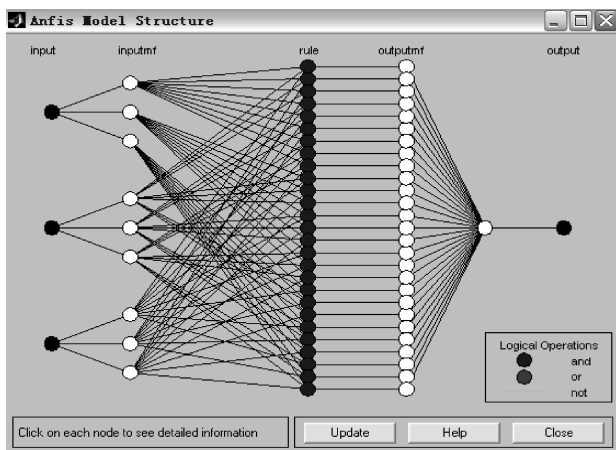 Anfis Model Structure
input inputmf rule outputmf output
Logical Operations
and
or
not
Click on each node to see detailed information
Update Help Close